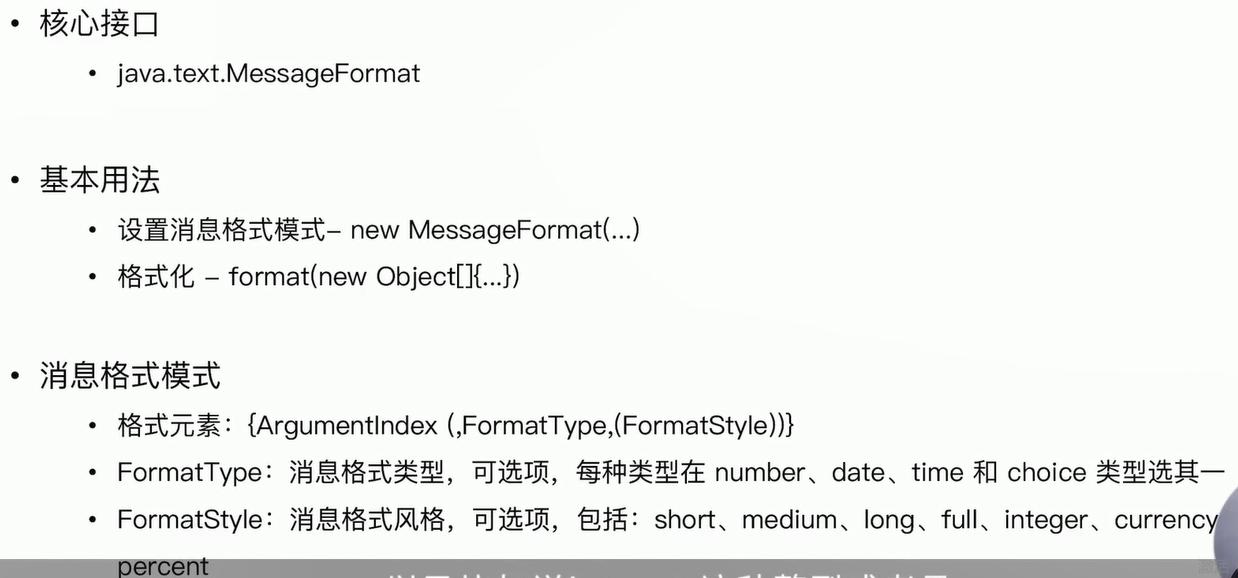 • 核心接口
• java.text.MessageFormat
• 基本用法
• 设置消息格式模式– new MessageFormat(...)
• 格式化 – format(new Object[]{...})
• 消息格式模式
• 格式元素：{ArgumentIndex (,FormatType,(FormatStyle))}
• FormatType：消息格式类型，可选项，每种类型在 number、date、time 和 choice 类型选其一
• FormatStyle：消息格式风格，可选项，包括：short、medium、long、full、integer、currency
percent